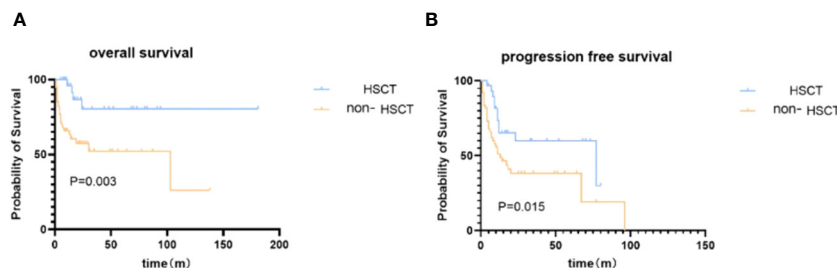 A
overall survival
Probability of Survival
100
50
0
0 50 100 150 200
time(m)
P=0.003
HSCT
non- HSCT
B
progression free survival
Probability of Survival
100
50
0
0 50 100 150
time(m)
P=0.015
HSCT
non- HSCT